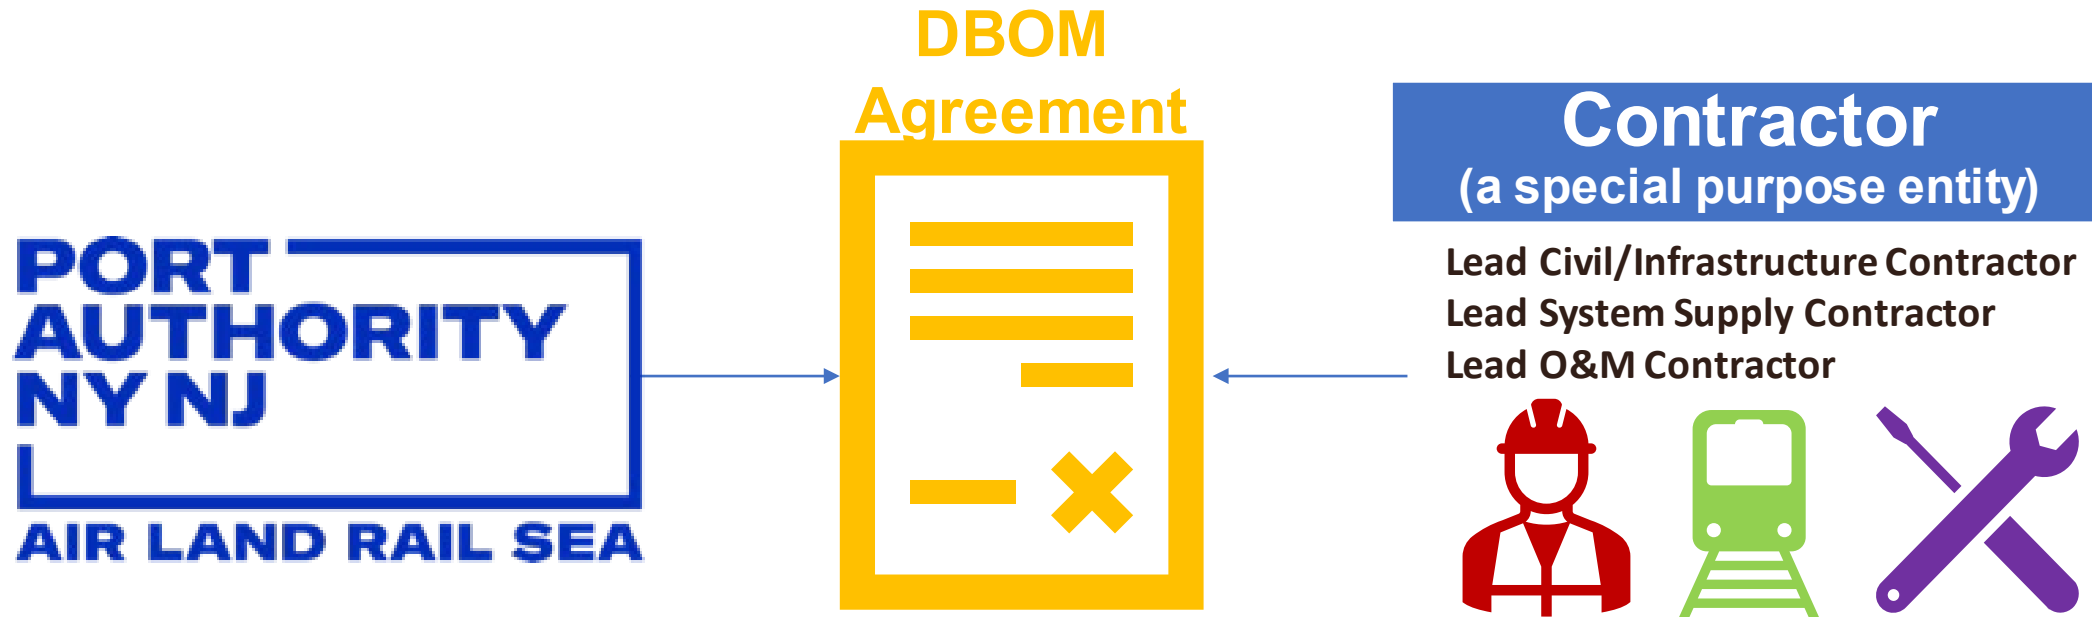 DBOM
Agreement
PORT
AUTHORITY
NY NJ
AIR LAND RAIL SEA
Contractor
(a special purpose entity)
Lead Civil/Infrastructure Contractor
Lead System Supply Contractor
Lead O&M Contractor